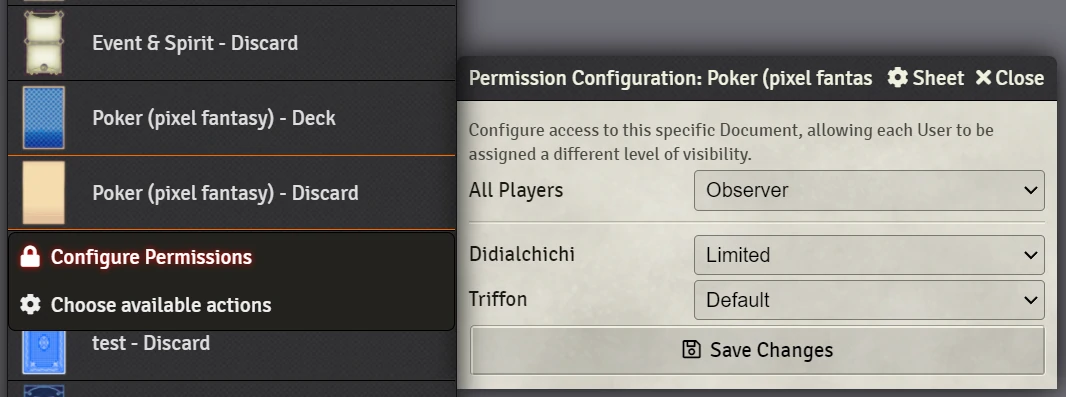 Event & Spirit - Discard
Poker (pixel fantasy) - Deck
Poker (pixel fantasy) - Discard
Configure Permissions
Choose available actions
test - Discard
Permission Configuration: Poker (pixel fantas Sheet Close
Configure access to this specific Document, allowing each User to be
assigned a different level of visibility.
All Players Observer
Didialchichi Limited
Triffon Default
Save Changes